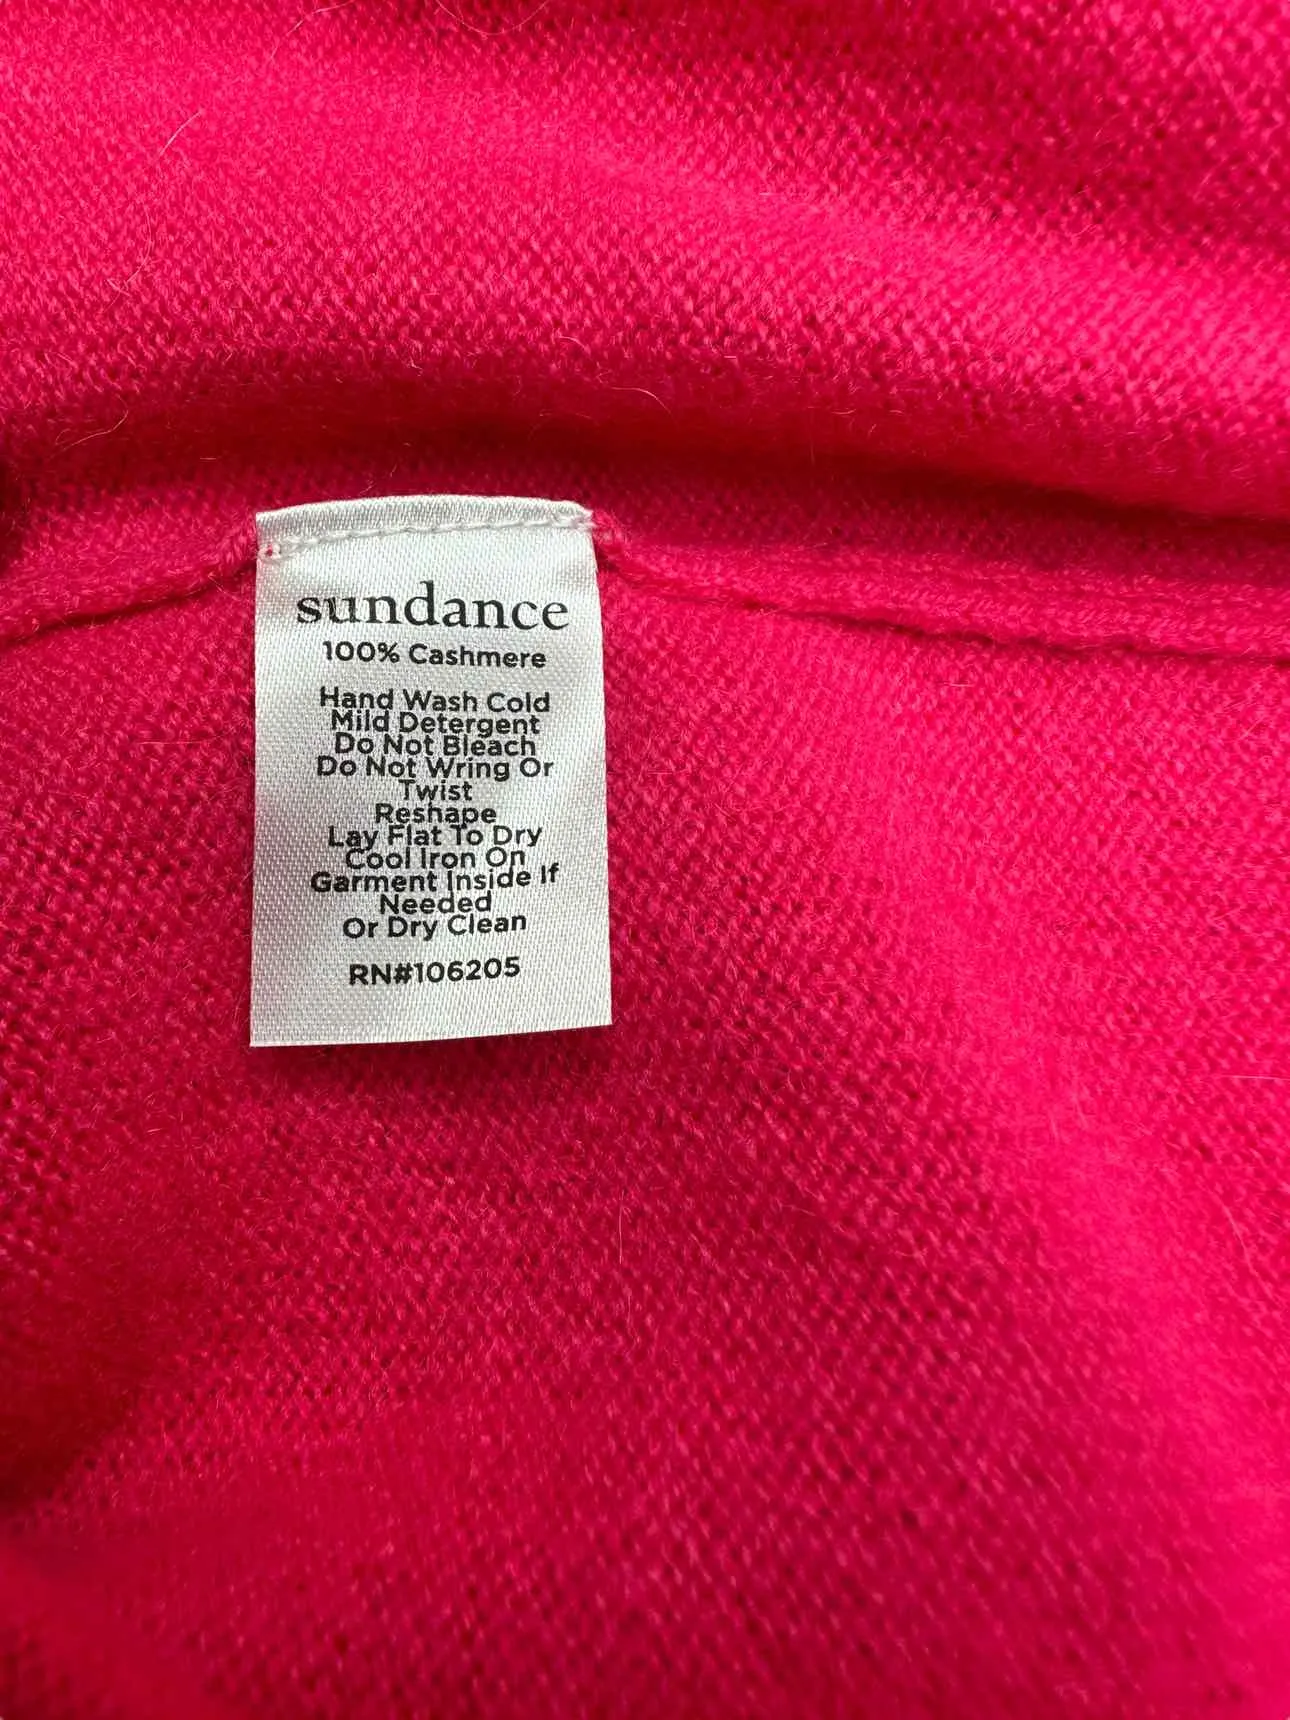 sundance
100% Cashmere
Hand Wash Cold
Mild Detergent
Do Not Bleach
Do Not Wring Or
Twist
Reshape
Lay Flat To Dry
Cool Iron On
Garment Inside If
Needed
Or Dry Clean
RN#106205